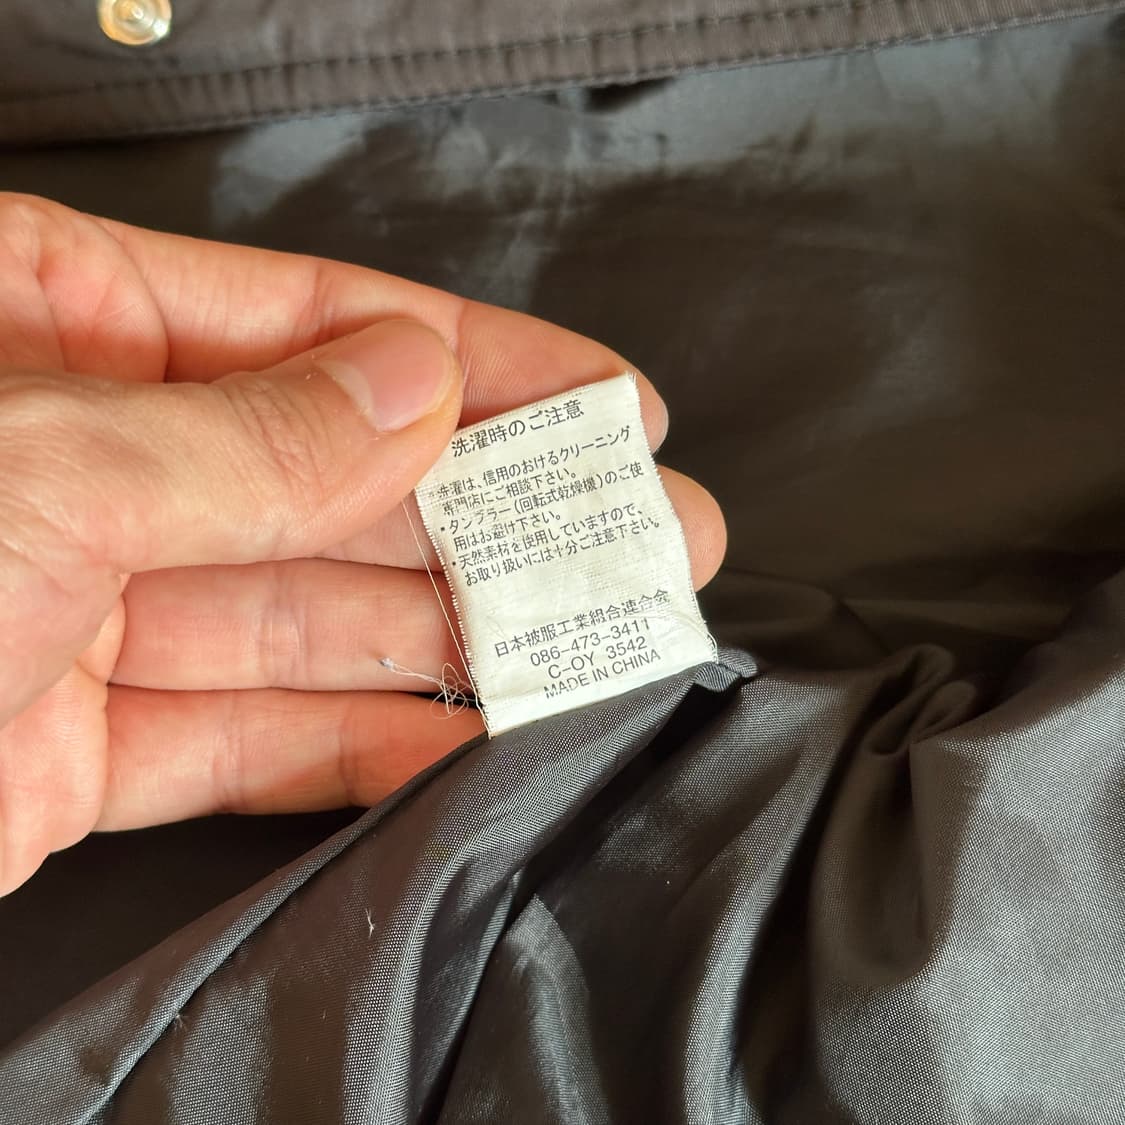 洗濯時のご注意
・洗濯は、信用のおけるクリーニング
専門店にご相談下さい。
・タンブラー(回転式乾燥機)のご使
用はお避け下さい。
・天然素材を使用していますので、
お取り扱いには十分ご注意下さい。
日本被服工業組合連合会
086-473-3411
C-OY 3542
MADE IN CHINA